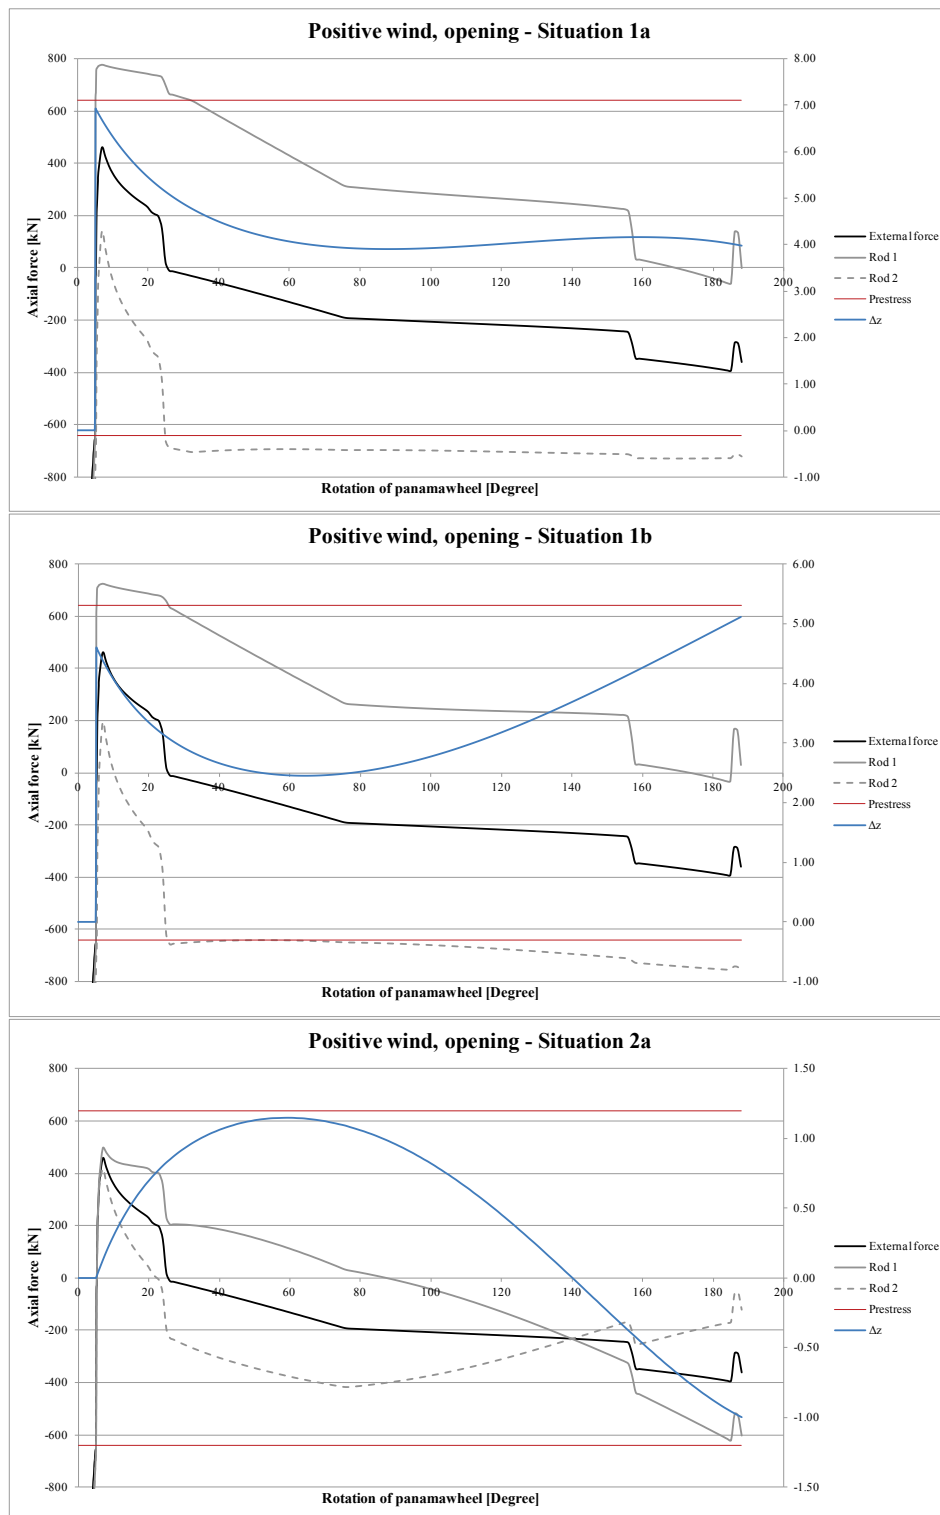 Positive wind, opening - Situation 1a
800
600
400
200
0
-200
-400
-600
-800
8.00
7.00
6.00
5.00
4.00
3.00
2.00
1.00
0.00
-1.00
0 20 40 60 80 100 120 140 160 180 200
Axial force [kN]
Rotation of panamawheel [Degree]
External force
Rod 1
Rod 2
Prestress
Δz
Positive wind, opening - Situation 1b
800
600
400
200
0
-200
-400
-600
-800
6.00
5.00
4.00
3.00
2.00
1.00
0.00
-1.00
0 20 40 60 80 100 120 140 160 180 200
Axial force [kN]
Rotation of panamawheel [Degree]
External force
Rod 1
Rod 2
Prestress
Δz
Positive wind, opening - Situation 2a
800
600
400
200
0
-200
-400
-600
-800
1.50
1.00
0.50
0.00
-0.50
-1.00
-1.50
0 20 40 60 80 100 120 140 160 180 200
Axial force [kN]
Rotation of panamawheel [Degree]
External force
Rod 1
Rod 2
Prestress
Δz